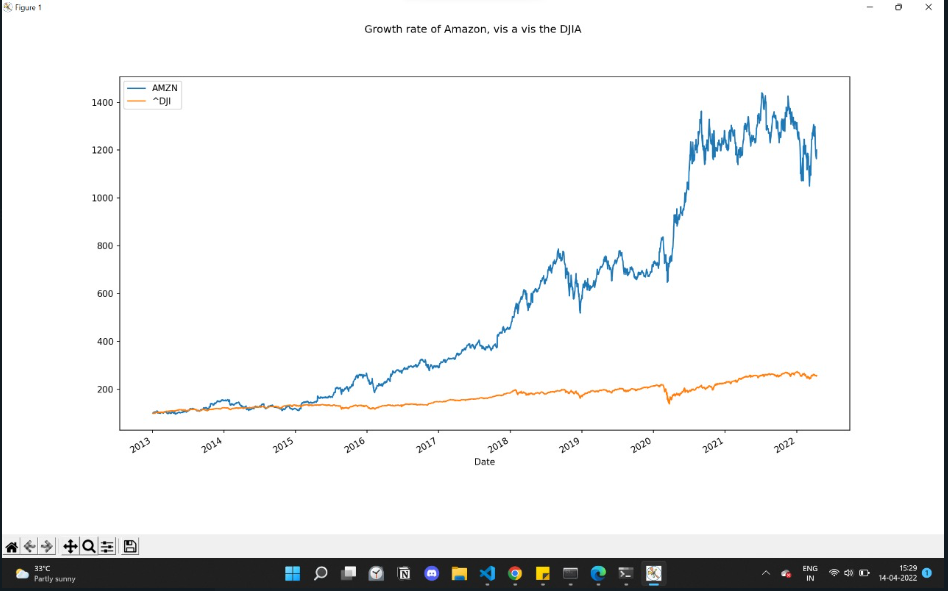 Figure 1
Growth rate of Amazon, vis a vis the DJIA
AMZN
^DJI
1400
1200
1000
800
600
400
200
2013
2014
2015
2016
2017
2018
2019
2020
2021
2022
Date
33°C
Partly sunny
ENG
IN
15:29
14-04-2022
1